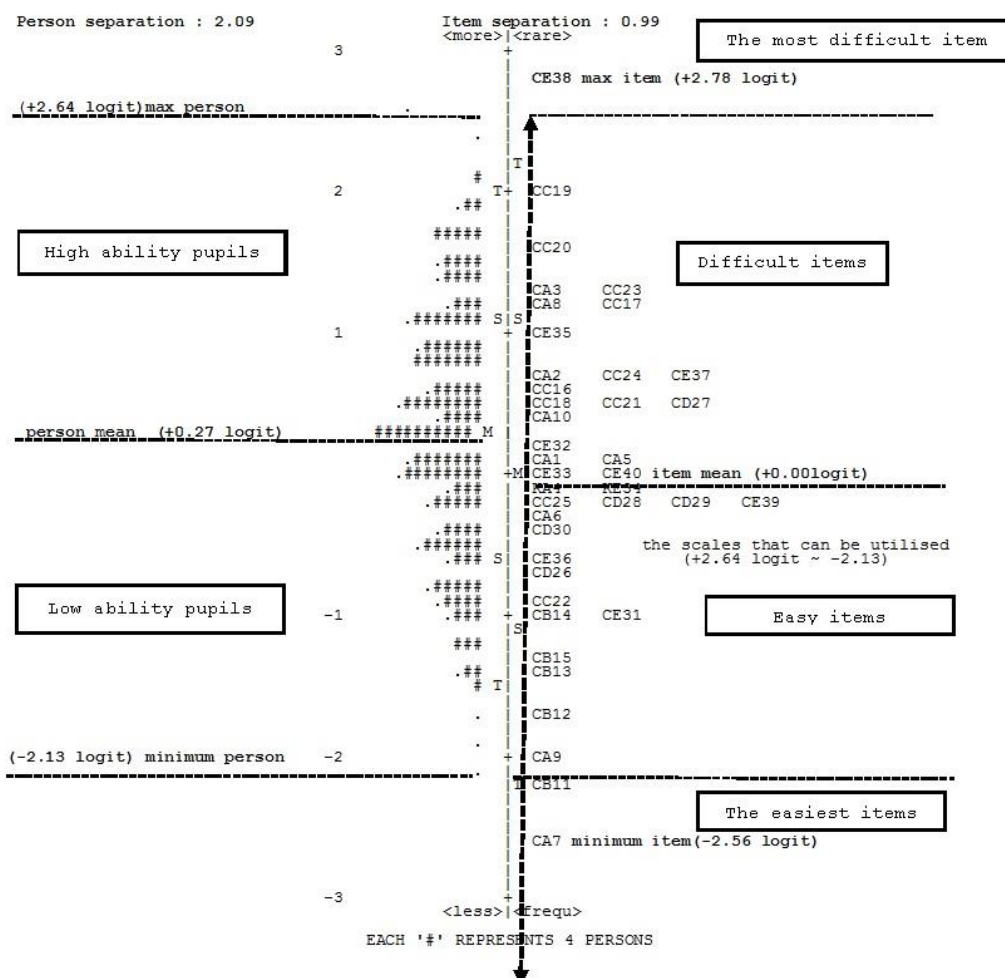 Person separation : 2.09 Item separation : 0.99
<more>|<rare>
The most difficult item
3 +
CE38 max item (+2.78 logit)
(+2.64 logit)max person .
.
|T
#
2 T+ CC19
.##
#####
CC20
High ability pupils
.####
Difficult items
.####
CA3 CC23
.### CA8 CC17
.####### S|S
1 + CE35
.######
#######
CA2 CC24 CE37
.##### CC16
.######## CC18 CC21 CD27
.#### CA10
person mean (+0.27 logit) ########## M
CE32
.####### CA1 CA5
.######## +M CE33 CE40 item mean (+0.00logit)
.### KA4 KE34
.##### CC25 CD28 CD29 CE39
CA6
.#### CD30
.###### the scales that can be utilised
.### S| CE36 (+2.64 logit ~ -2.13)
CD26
.#####
.#### CC22
Low ability pupils
-1 .### + CB14 CE31
Easy items
|S
###
CB15
.## CB13
# T|
. CB12
.
(-2.13 logit) minimum person -2 + CA9
. |T CB11
The easiest items
CA7 minimum item(-2.56 logit)
-3 +
<less>|<frequ>
EACH '#' REPRESENTS 4 PERSONS